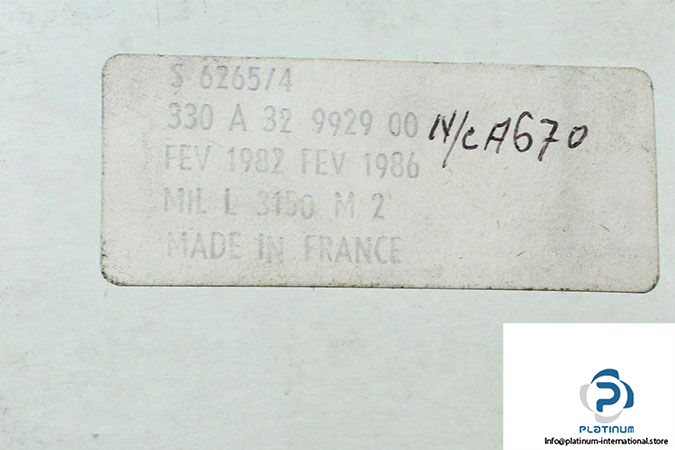 S 6265/4
330 A 32 9929 00 N/C A670
FEV 1982 FEV 1986
MIL L 3150 M 2
MADE IN FRANCE
PLATINUM
Info@platinum-international.store